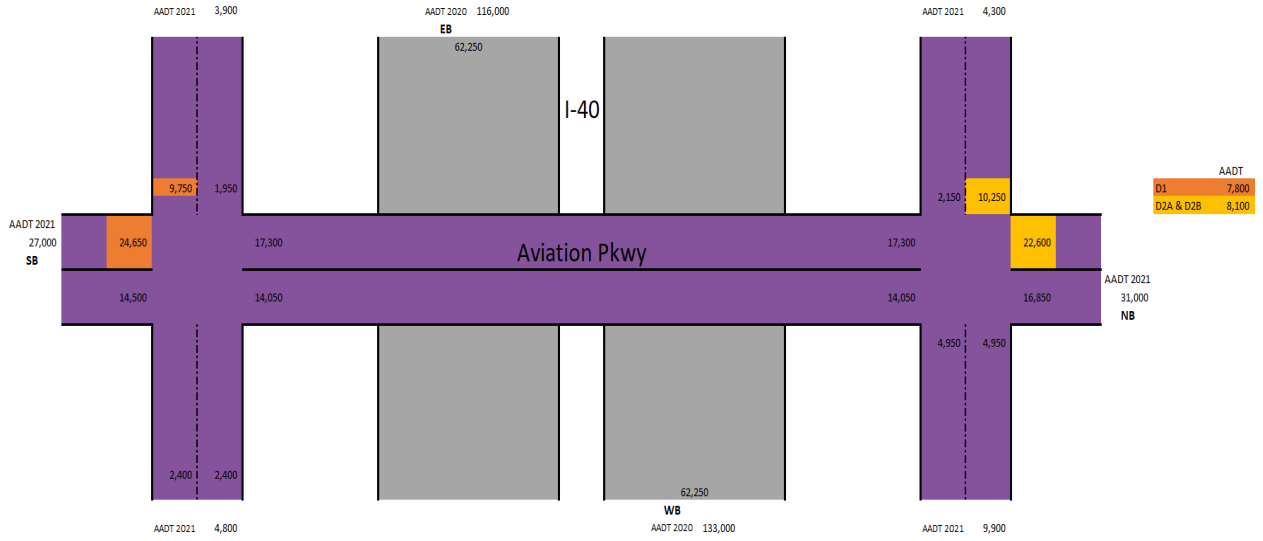 AADT 2021 3,900
AADT 2020 116,000
AADT 2021 4,300
EB
62,250
I-40
AADT
9,750 1,950
2,150 10,250
D1 7,800
D2A & D2B 8,100
AADT 2021
27,000
SB
24,650
17,300
Aviation Pkwy
17,300
22,600
AADT 2021
31,000
NB
14,500
14,050
14,050
16,850
4,950 4,950
2,400 2,400
62,250
WB
AADT 2021 4,800
AADT 2020 133,000
AADT 2021 9,900